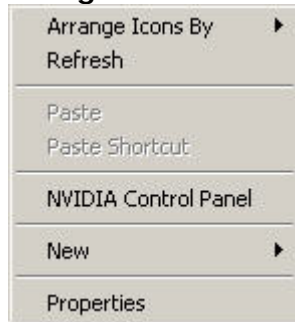 Arrange Icons By
Refresh
Paste
Paste Shortcut
NVIDIA Control Panel
New
Properties